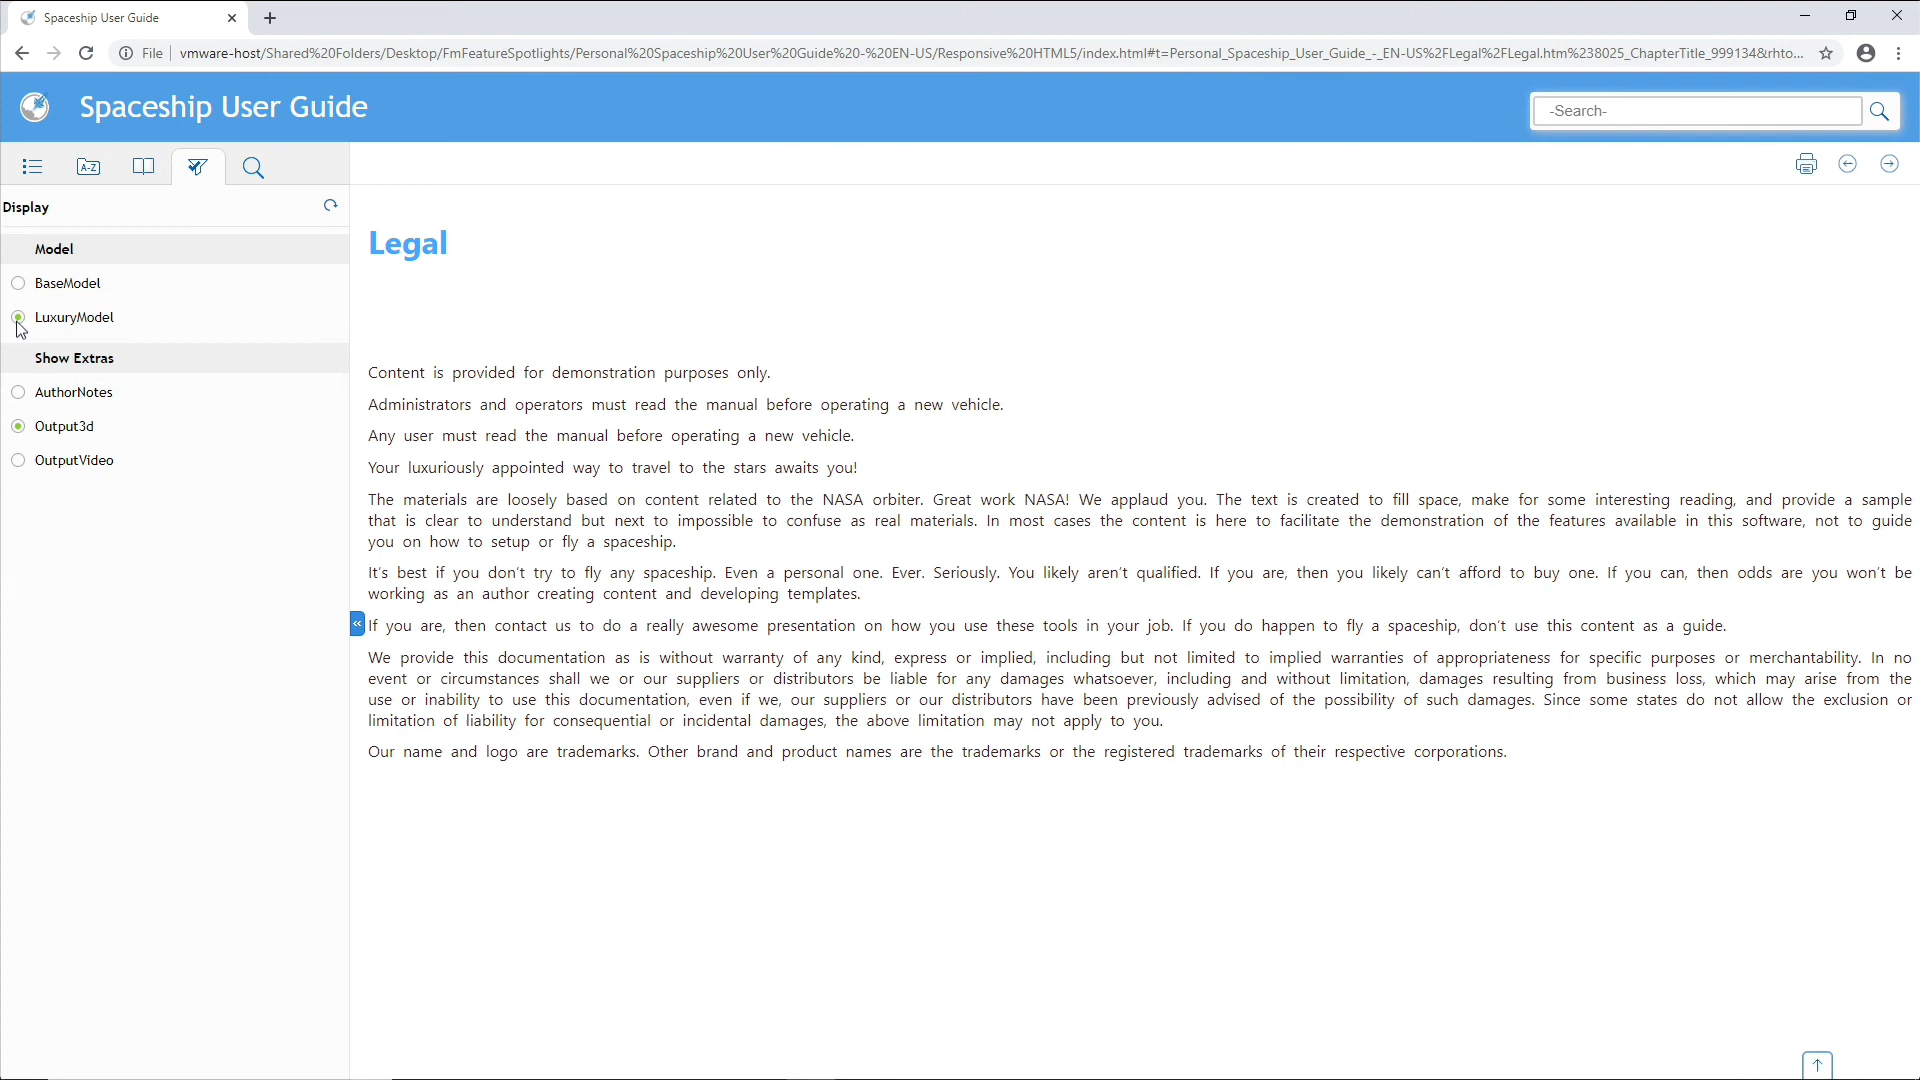 Spaceship User Guide
File
vmware-host/Shared%20Folders/Desktop/FmFeatureSpotlights/Personal%20Spaceship%20User%20Guide%20-%20EN-US/Responsive%20HTML5/index.html#t=Personal_Spaceship_User_Guide_-_EN-US%2FLegal%2FLegal.htm%238025_ChapterTitle_999134&rhto...
Spaceship User Guide
-Search-
A-Z
Display
Model
BaseModel
LuxuryModel
Show Extras
AuthorNotes
Output3d
OutputVideo
Legal
Content is provided for demonstration purposes only.
Administrators and operators must read the manual before operating a new vehicle.
Any user must read the manual before operating a new vehicle.
Your luxuriously appointed way to travel to the stars awaits you!
The materials are loosely based on content related to the NASA orbiter. Great work NASA! We applaud you. The text is created to fill space, make for some interesting reading, and provide a sample
that is clear to understand but next to impossible to confuse as real materials. In most cases the content is here to facilitate the demonstration of the features available in this software, not to guide
you on how to setup or fly a spaceship.
It's best if you don't try to fly any spaceship. Even a personal one. Ever. Seriously. You likely aren't qualified. If you are, then you likely can't afford to buy one. If you can, then odds are you won't be
working as an author creating content and developing templates.
If you are, then contact us to do a really awesome presentation on how you use these tools in your job. If you do happen to fly a spaceship, don't use this content as a guide.
We provide this documentation as is without warranty of any kind, express or implied, including but not limited to implied warranties of appropriateness for specific purposes or merchantability. In no
event or circumstances shall we or our suppliers or distributors be liable for any damages whatsoever, including and without limitation, damages resulting from business loss, which may arise from the
use or inability to use this documentation, even if we, our suppliers or our distributors have been previously advised of the possibility of such damages. Since some states do not allow the exclusion or
limitation of liability for consequential or incidental damages, the above limitation may not apply to you.
Our name and logo are trademarks. Other brand and product names are the trademarks or the registered trademarks of their respective corporations.